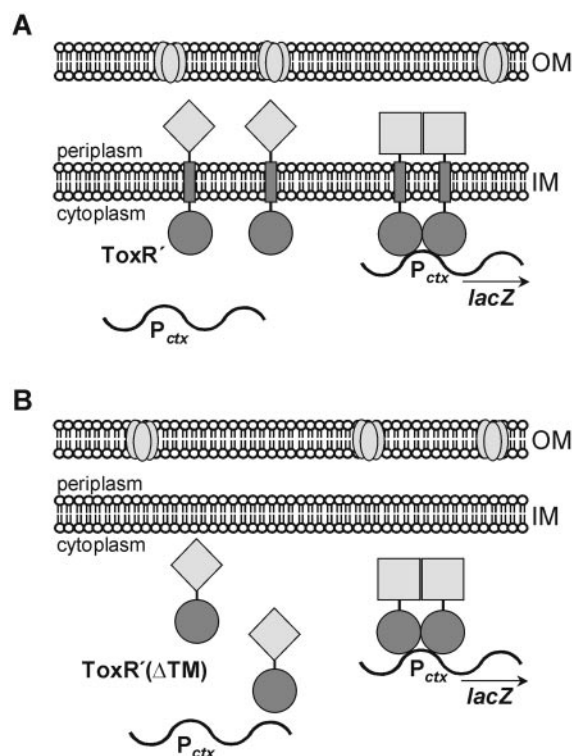 A
OM
periplasm
IM
cytoplasm
ToxR´
Pctx
lacZ
Pctx
B
OM
periplasm
IM
cytoplasm
ToxR´(ΔTM)
Pctx
lacZ
Pctx